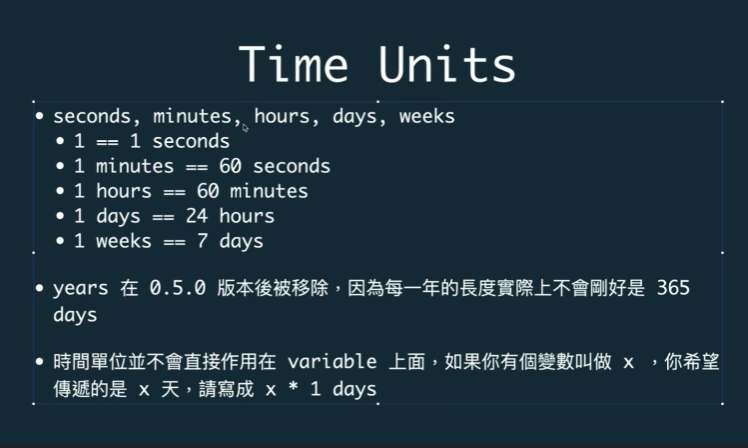 Time Units
• seconds, minutes, hours, days, weeks
• 1 == 1 seconds
• 1 minutes == 60 seconds
• 1 hours == 60 minutes
• 1 days == 24 hours
• 1 weeks == 7 days
• years 在 0.5.0 版本後被移除，因為每一年的長度實際上不會剛好是 365
days
• 時間單位並不會直接作用在 variable 上面，如果你有個變數叫做 x ，你希望
傳遞的是 x 天，請寫成 x * 1 days